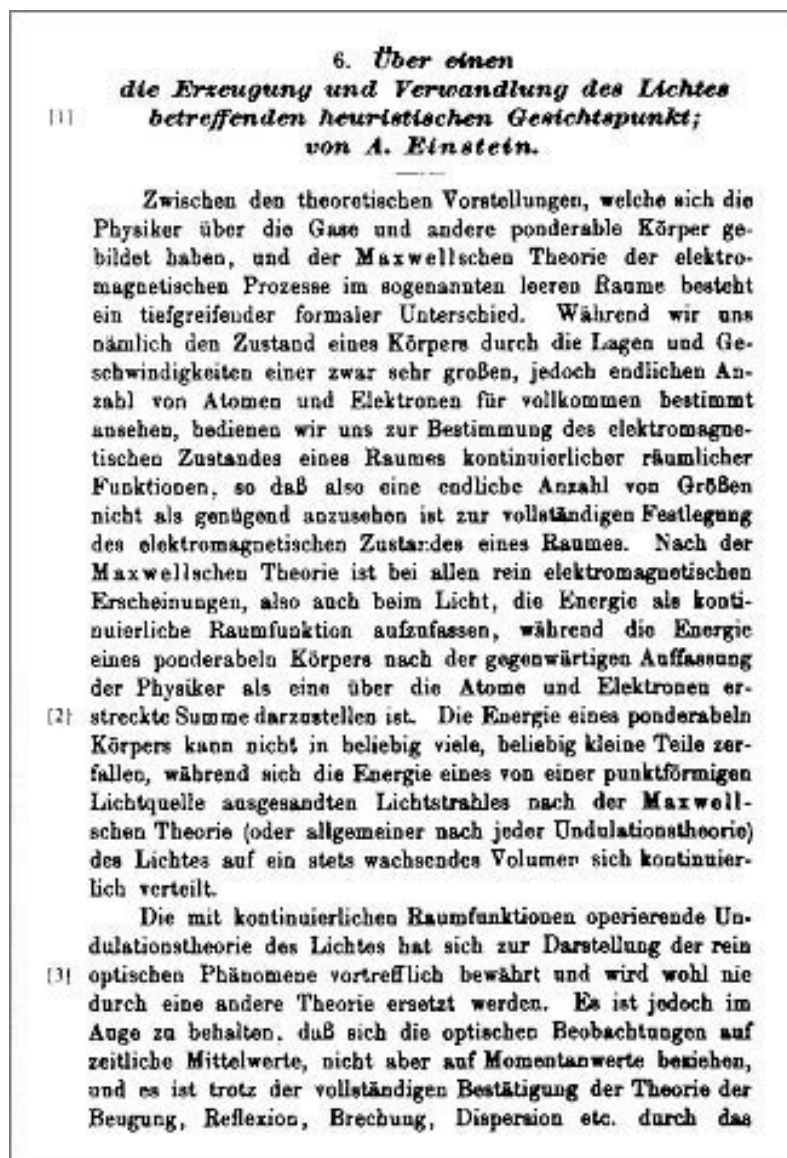 6. Über einen
die Erzeugung und Verwandlung des Lichtes
[1] betreffenden heuristischen Gesichtspunkt;
von A. Einstein.
Zwischen den theoretischen Vorstellungen, welche sich die
Physiker über die Gase und andere ponderable Körper ge-
bildet haben, und der Maxwellschen Theorie der elektro-
magnetischen Prozesse im sogenannten leeren Raume besteht
ein tiefgreifender formaler Unterschied. Während wir uns
nämlich den Zustand eines Körpers durch die Lagen und Ge-
schwindigkeiten einer zwar sehr großen, jedoch endlichen An-
zahl von Atomen und Elektronen für vollkommen bestimmt
ansehen, bedienen wir uns zur Bestimmung des elektromagne-
tischen Zustandes eines Raumes kontinuierlicher räumlicher
Funktionen, so daß also eine endliche Anzahl von Größen
nicht als genügend anzusehen ist zur vollständigen Festlegung
des elektromagnetischen Zustandes eines Raumes. Nach der
Maxwellschen Theorie ist bei allen rein elektromagnetischen
Erscheinungen, also auch beim Licht, die Energie als konti-
nuierliche Raumfunktion aufzufassen, während die Energie
eines ponderabeln Körpers nach der gegenwärtigen Auffassung
der Physiker als eine über die Atome und Elektronen er-
[2] streckte Summe darzustellen ist. Die Energie eines ponderabeln
Körpers kann nicht in beliebig viele, beliebig kleine Teile zer-
fallen, während sich die Energie eines von einer punktförmigen
Lichtquelle ausgesandten Lichtstrahles nach der Maxwell-
schen Theorie (oder allgemeiner nach jeder Undulationstheorie)
des Lichtes auf ein stets wachsendes Volumen sich kontinuier-
lich verteilt.
Die mit kontinuierlichen Raumfunktionen operierende Un-
dulationstheorie des Lichtes hat sich zur Darstellung der rein
[3] optischen Phänomene vortrefflich bewährt und wird wohl nie
durch eine andere Theorie ersetzt werden. Es ist jedoch im
Auge zu behalten, daß sich die optischen Beobachtungen auf
zeitliche Mittelwerte, nicht aber auf Momentanwerte beziehen,
und es ist trotz der vollständigen Bestätigung der Theorie der
Beugung, Reflexion, Brechung, Dispersion etc. durch das